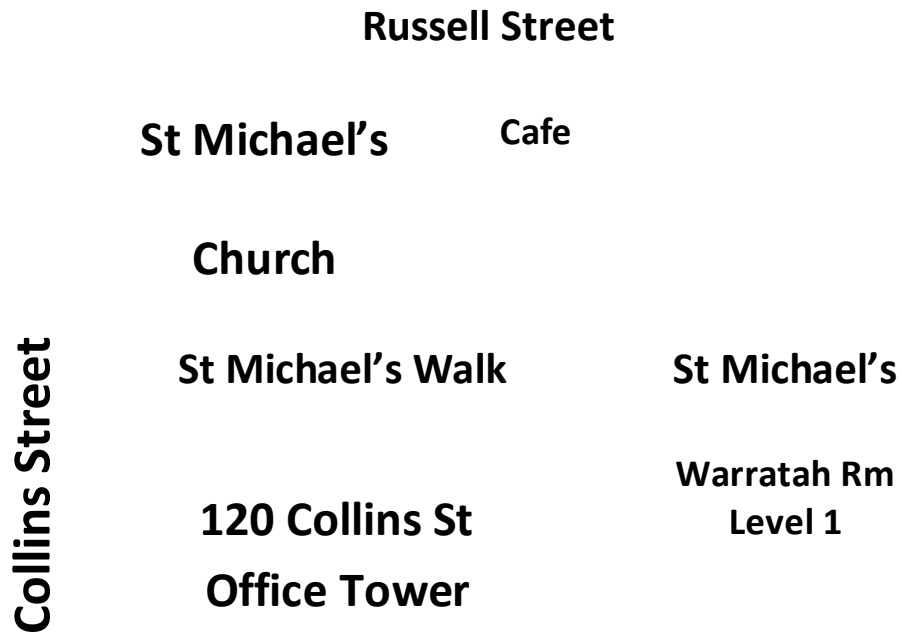 Russell Street
St Michael’s
Cafe
Church
Collins Street
St Michael’s Walk
St Michael’s
Warratah Rm
Level 1
120 Collins St
Office Tower